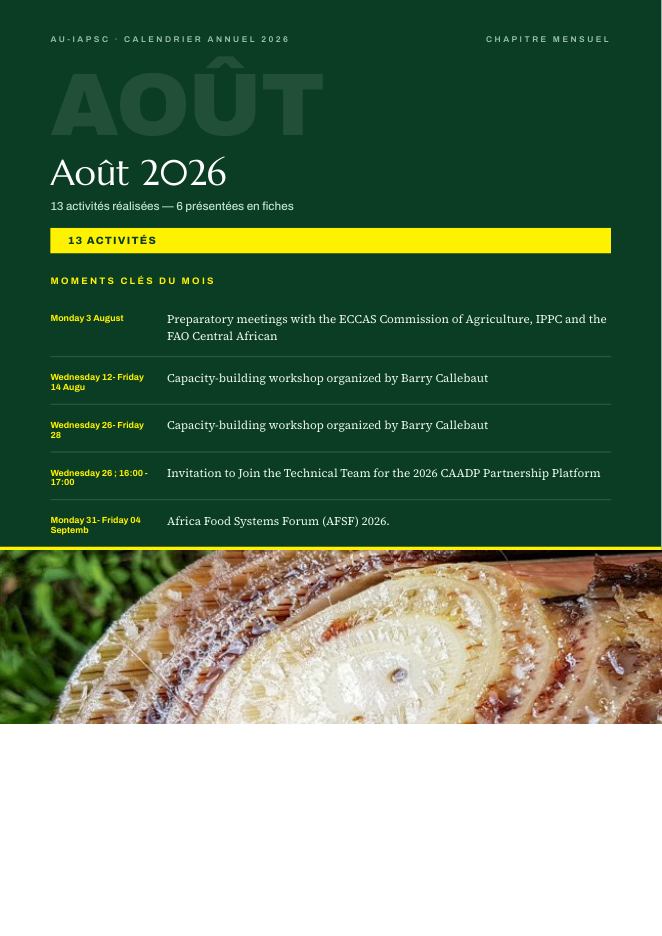 AU-IAPSC · CALENDRIER ANNUEL 2026
CHAPITRE MENSUEL
AOÛT
Août 2026
13 activités réalisées — 6 présentées en fiches
13 ACTIVITÉS
MOMENTS CLÉS DU MOIS
Monday 3 August
Preparatory meetings with the ECCAS Commission of Agriculture, IPPC and the
FAO Central African
Wednesday 12- Friday
14 Augu
Capacity-building workshop organized by Barry Callebaut
Wednesday 26- Friday
28
Capacity-building workshop organized by Barry Callebaut
Wednesday 26 ; 16:00 -
17:00
Invitation to Join the Technical Team for the 2026 CAADP Partnership Platform
Monday 31- Friday 04
Septemb
Africa Food Systems Forum (AFSF) 2026.